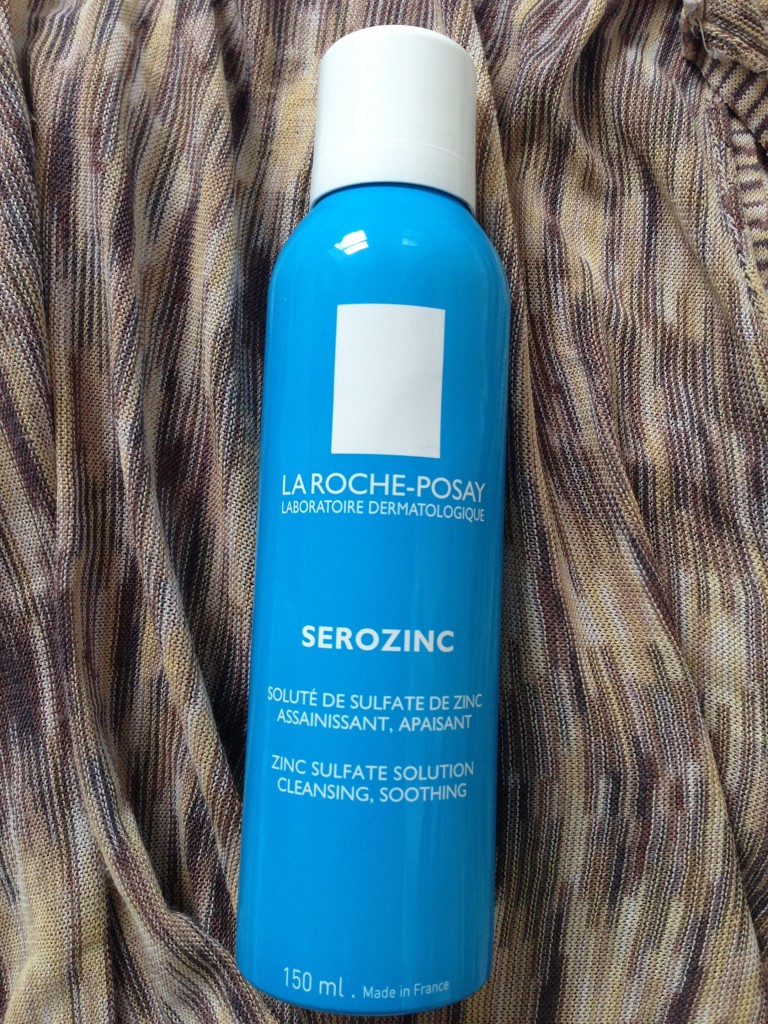 LA ROCHE-POSAY
LABORATOIRE DERMATOLOGIQUE
SEROZINC
SOLUTÉ DE SULFATE DE ZINC
ASSAINISSANT, APAISANT
ZINC SULFATE SOLUTION
CLEANSING, SOOTHING
150 ml . Made in France